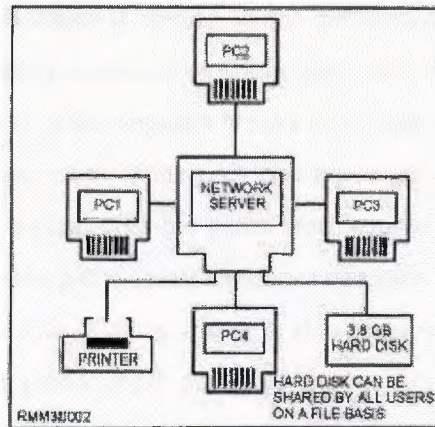 PC2
NETWORK
SERVER
PC1
PC3
PC4
PRINTER
3.8 GB
HARD DISK
HARD DISK CAN BE
SHARED BY ALL USERS
ON A FILE BASIS